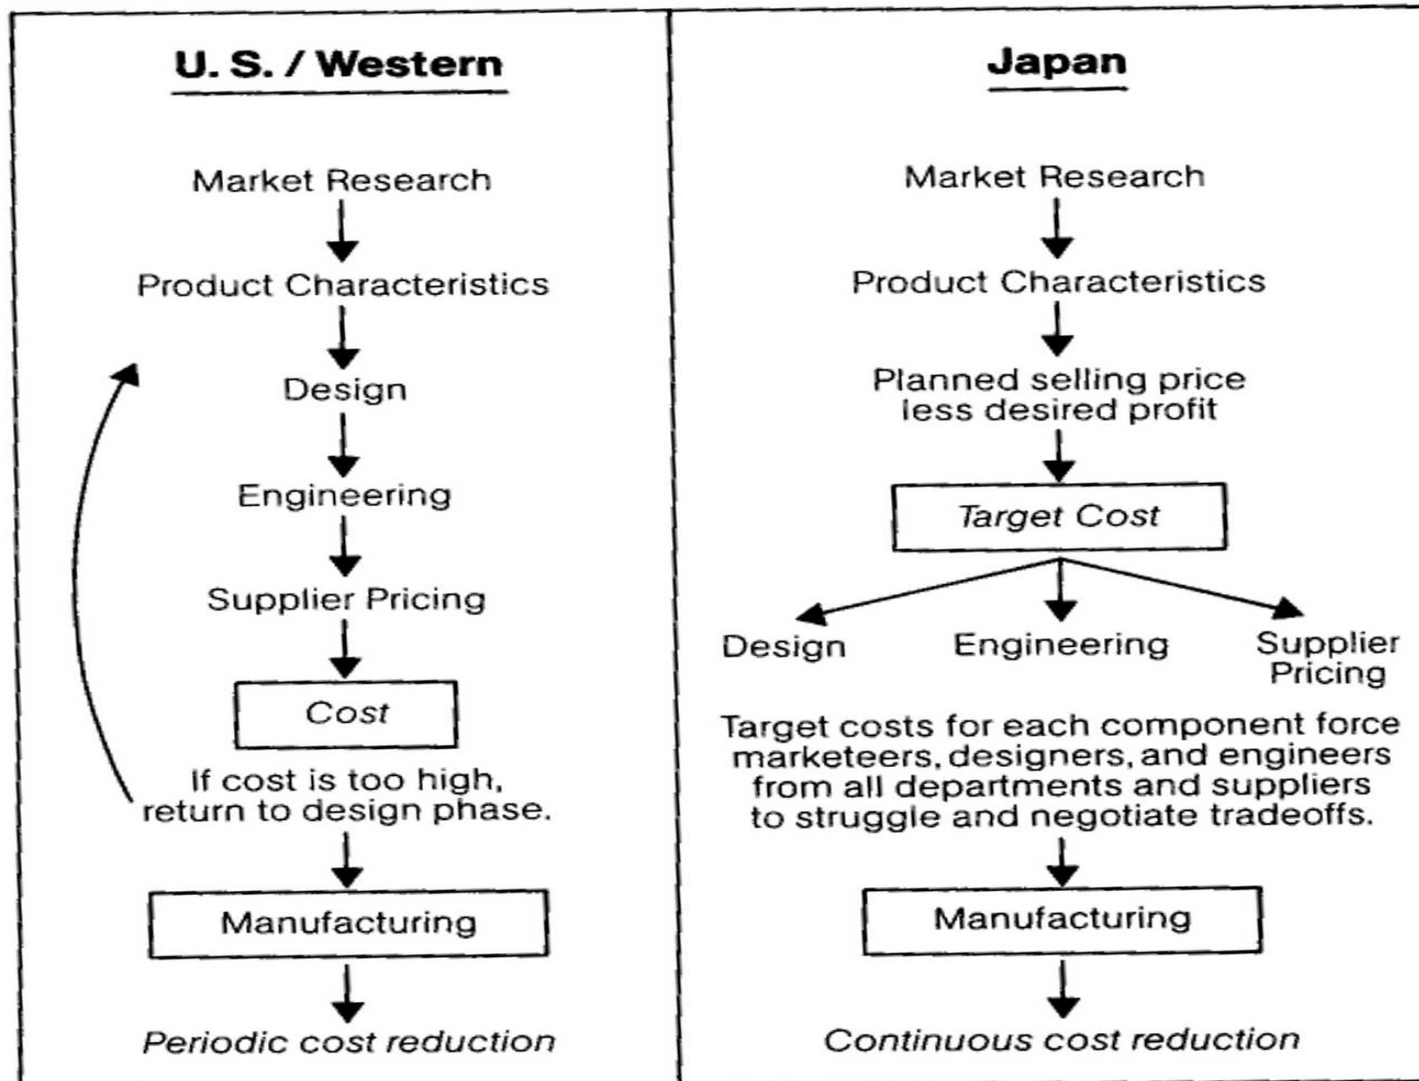 U. S. / Western
Market Research
Product Characteristics
Design
Engineering
Supplier Pricing
Cost
If cost is too high,
return to design phase.
Manufacturing
Periodic cost reduction
Japan
Market Research
Product Characteristics
Planned selling price
less desired profit
Target Cost
Design
Engineering
Supplier
Pricing
Target costs for each component force
marketeers, designers, and engineers
from all departments and suppliers
to struggle and negotiate tradeoffs.
Manufacturing
Continuous cost reduction